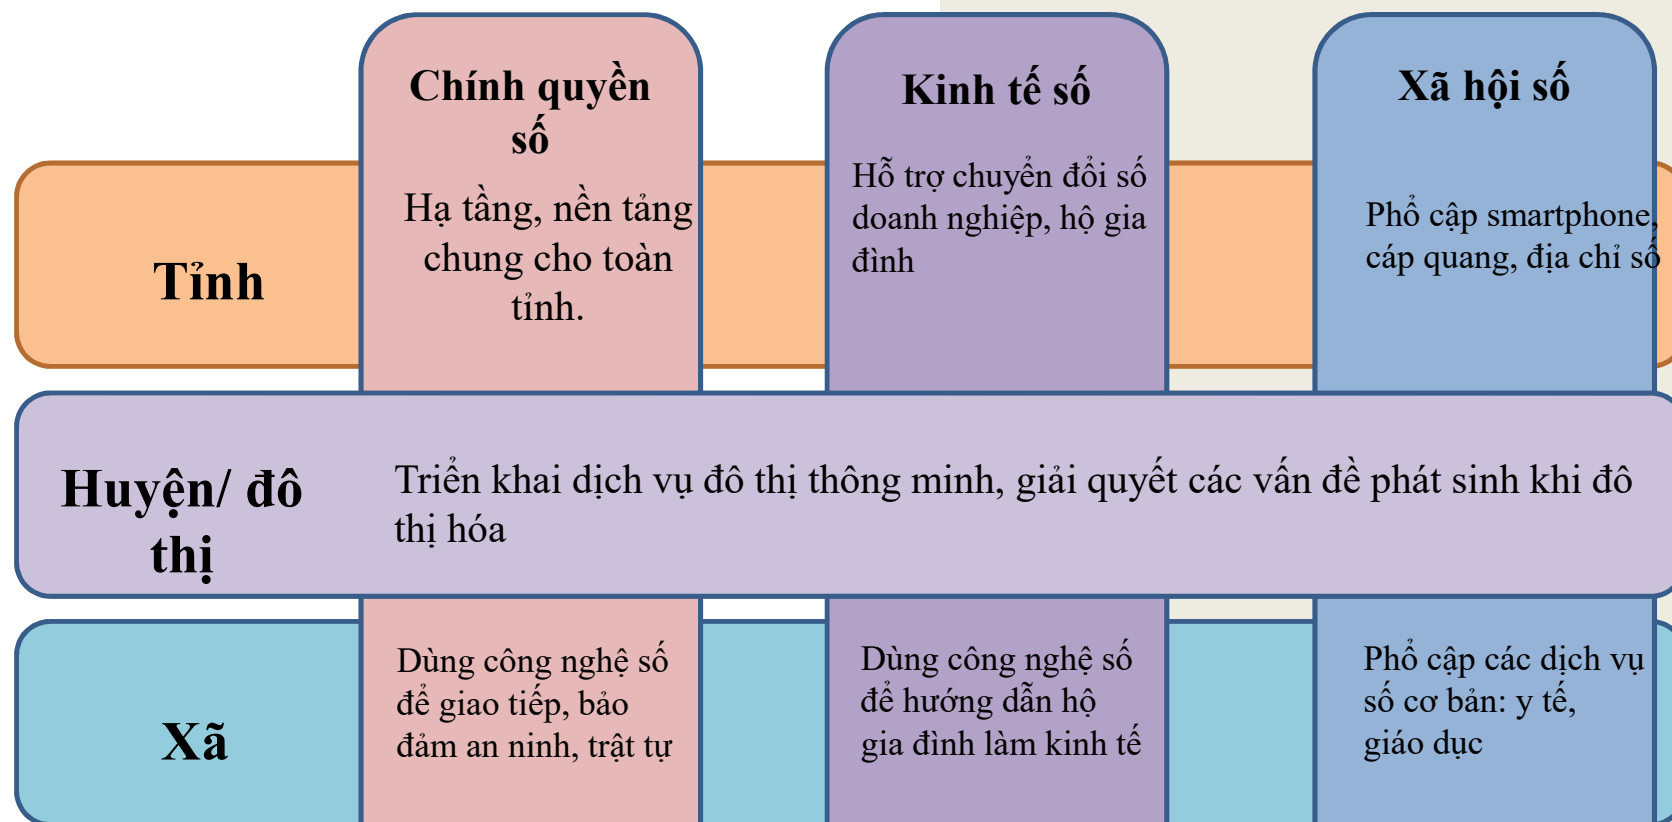 Chính quyền
số
Kinh tế số
Xã hội số
Tỉnh
Hạ tầng, nền tảng
chung cho toàn
tỉnh.
Hỗ trợ chuyển đổi số
doanh nghiệp, hộ gia
đình
Phổ cập smartphone,
cáp quang, địa chỉ số
Huyện/ đô
thị
Triển khai dịch vụ đô thị thông minh, giải quyết các vấn đề phát sinh khi đô
thị hóa
Xã
Dùng công nghệ số
để giao tiếp, bảo
đảm an ninh, trật tự
Dùng công nghệ số
để hướng dẫn hộ
gia đình làm kinh tế
Phổ cập các dịch vụ
số cơ bản: y tế,
giáo dục